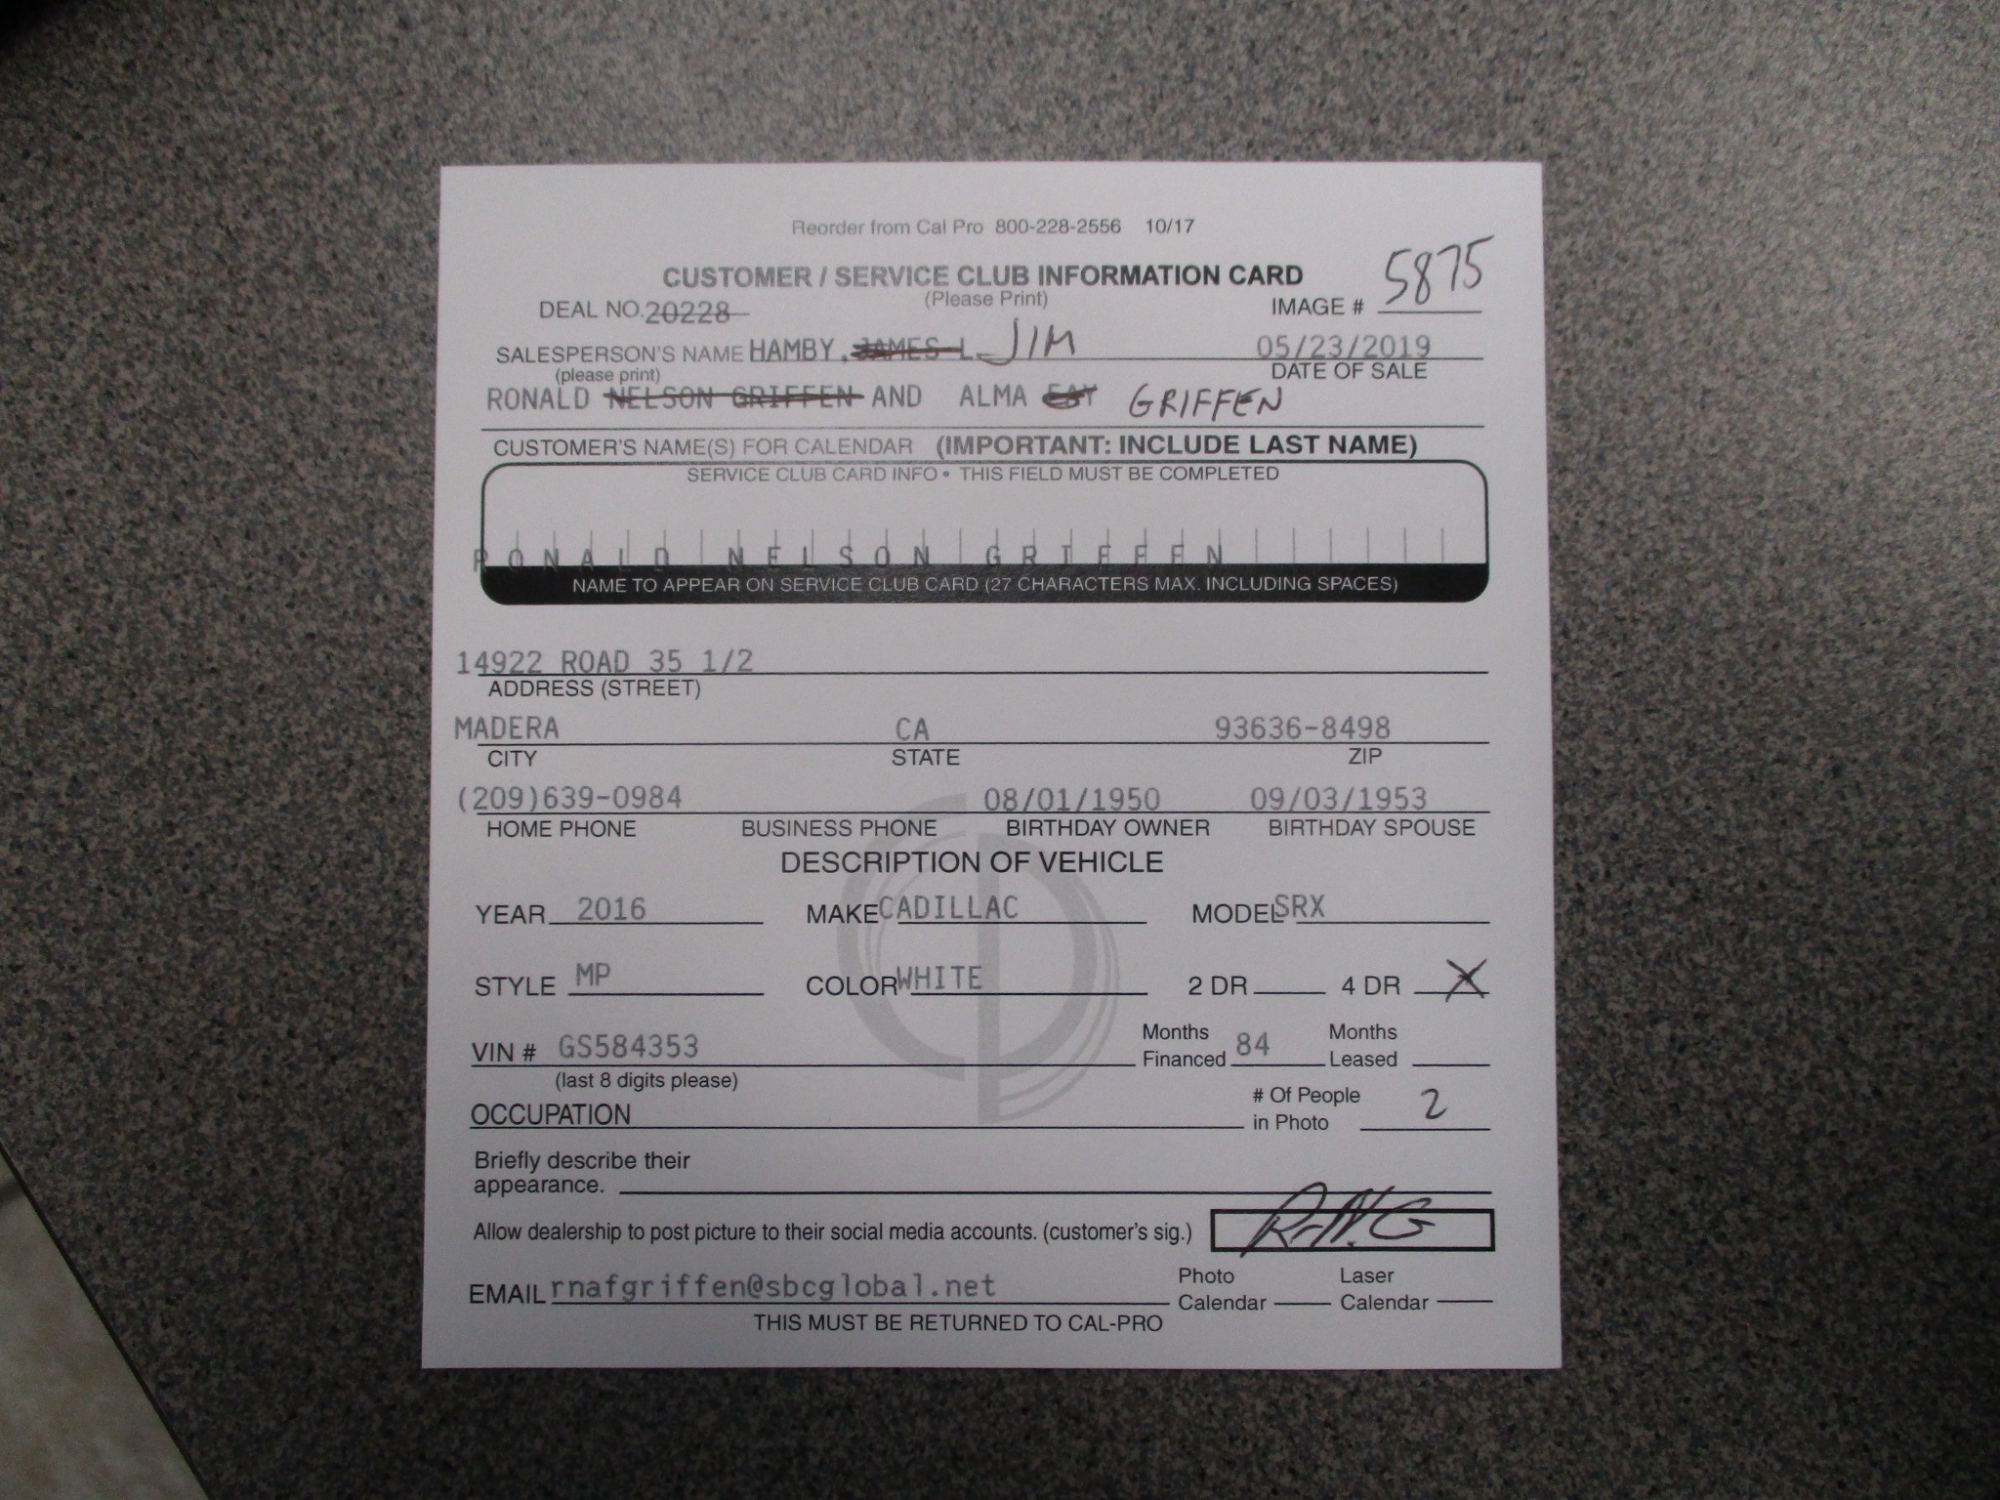 Reorder from Cal Pro 800-228-2556 10/17
CUSTOMER / SERVICE CLUB INFORMATION CARD
(Please Print)
DEAL NO. 20228 IMAGE # 5875
SALESPERSON'S NAME HAMBY, JAMES L JIM 05/23/2019
(please print) DATE OF SALE
RONALD NELSON GRIFFEN AND ALMA FAY GRIFFEN
CUSTOMER'S NAME(S) FOR CALENDAR (IMPORTANT: INCLUDE LAST NAME)
SERVICE CLUB CARD INFO • THIS FIELD MUST BE COMPLETED
RONALD NELSON GRIFFEN
NAME TO APPEAR ON SERVICE CLUB CARD (27 CHARACTERS MAX. INCLUDING SPACES)
14922 ROAD 35 1/2
ADDRESS (STREET)
MADERA CA 93636-8498
CITY STATE ZIP
(209)639-0984 08/01/1950 09/03/1953
HOME PHONE BUSINESS PHONE BIRTHDAY OWNER BIRTHDAY SPOUSE
DESCRIPTION OF VEHICLE
YEAR 2016 MAKE CADILLAC MODEL SRX
STYLE MP COLOR WHITE 2 DR 4 DR X
VIN # GS584353 Months Financed 84 Months Leased
(last 8 digits please)
OCCUPATION # Of People in Photo 2
Briefly describe their
appearance.
Allow dealership to post picture to their social media accounts. (customer's sig.) R.N.G
EMAIL rnafgriffen@sbcglobal.net Photo Calendar Laser Calendar
THIS MUST BE RETURNED TO CAL-PRO